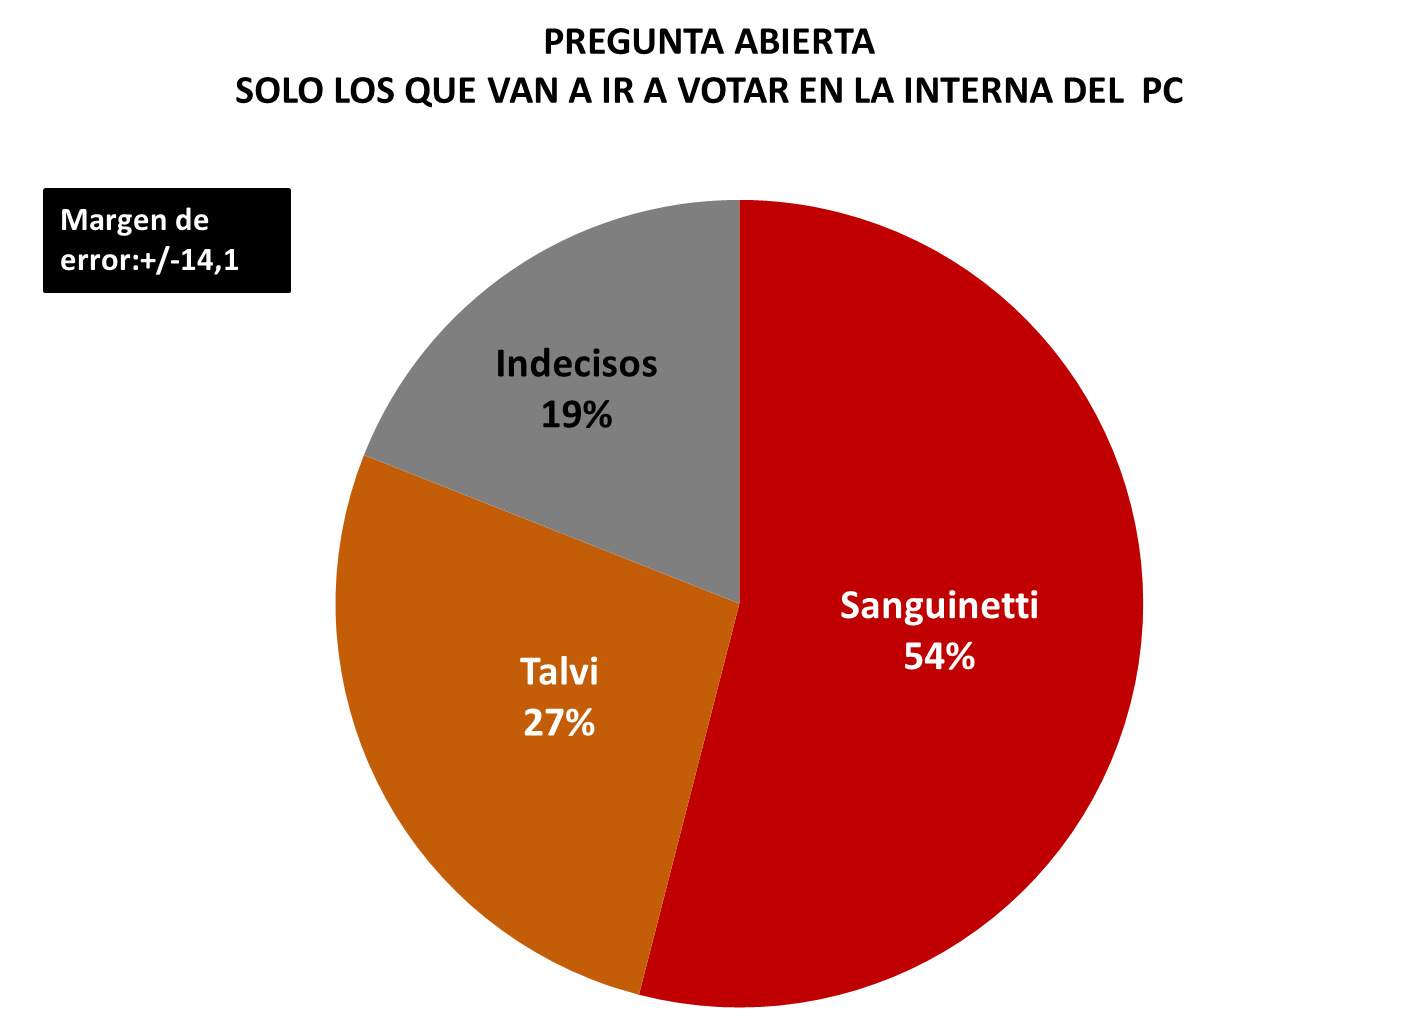 PREGUNTA ABIERTA
SOLO LOS QUE VAN A IR A VOTAR EN LA INTERNA DEL  PC
Margen de
error:+/-14,1
Indecisos
19%
Sanguinetti
54%
Talvi
27%